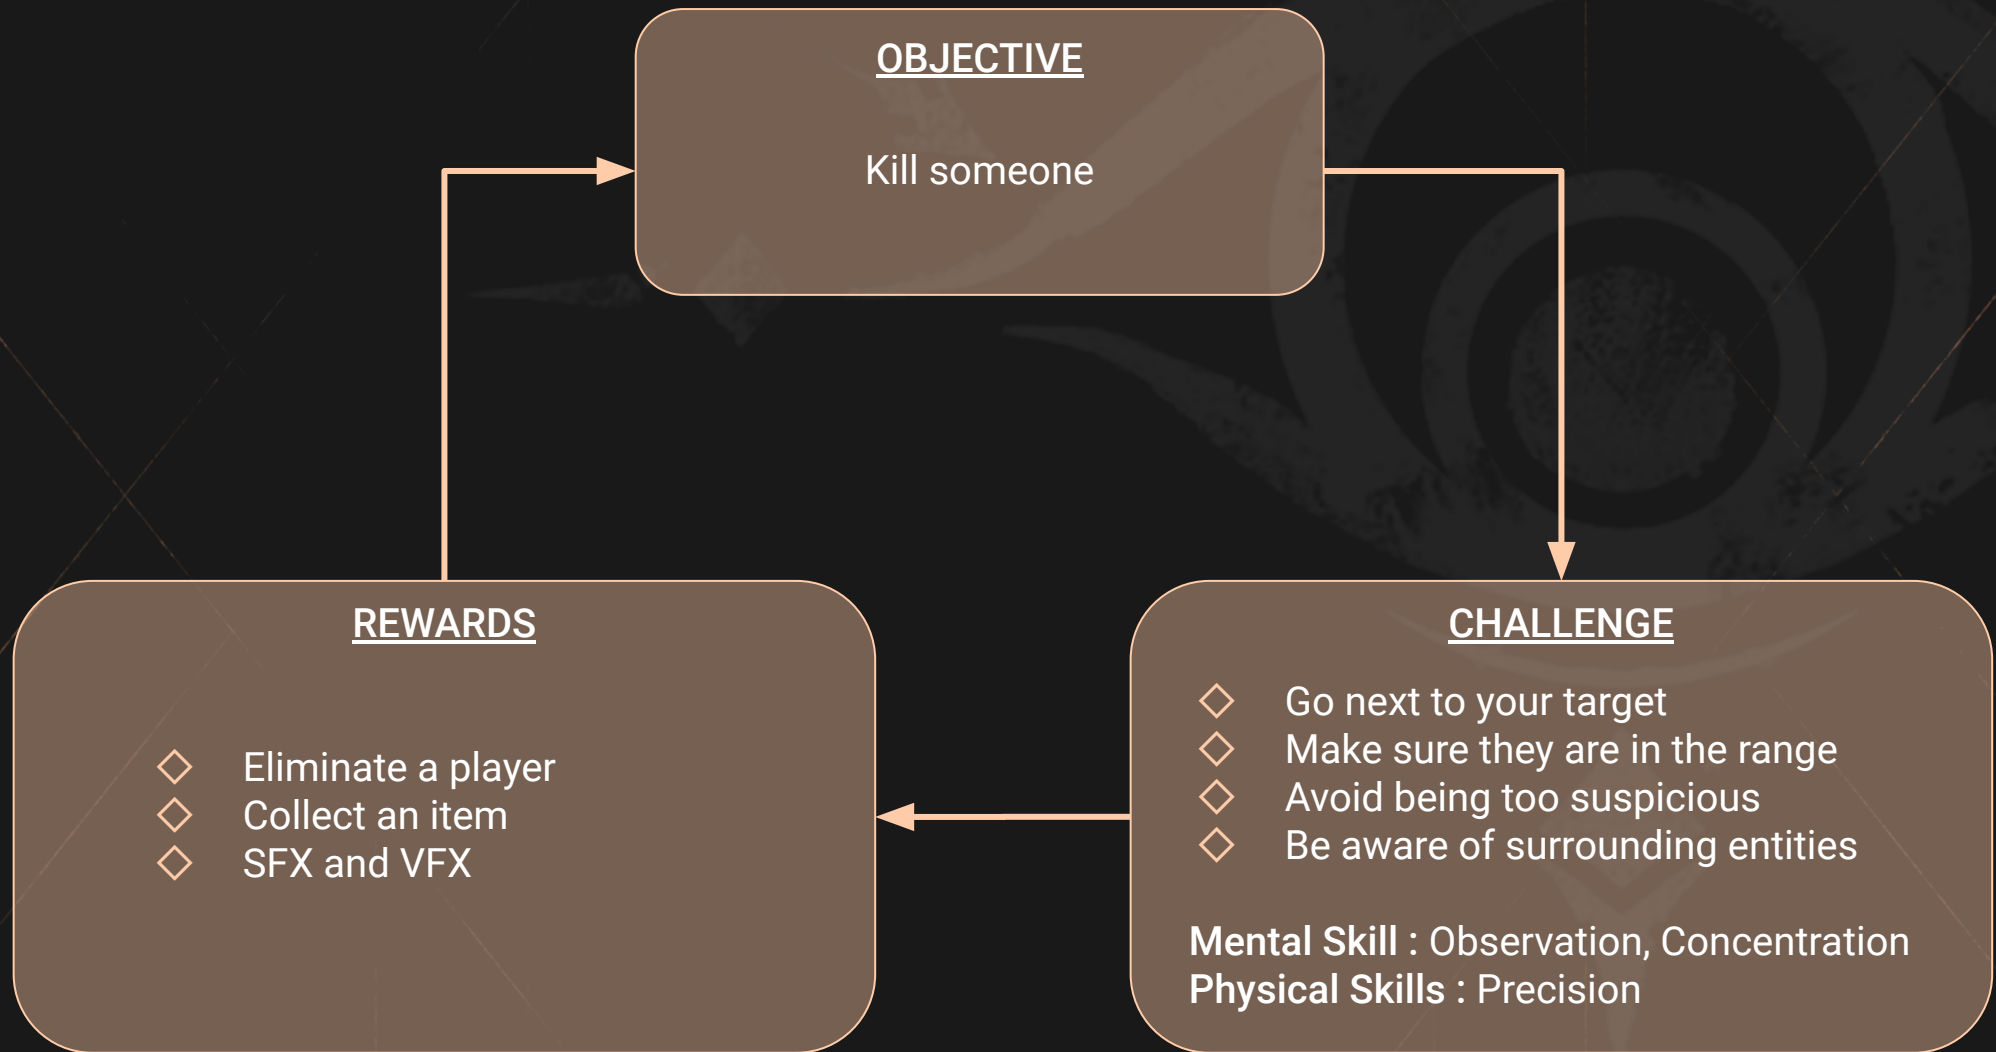 OBJECTIVE
Kill someone
REWARDS
Eliminate a player
Collect an item
SFX and VFX
CHALLENGE
Go next to your target
Make sure they are in the range
Avoid being too suspicious
Be aware of surrounding entities
Mental Skill : Observation, Concentration
Physical Skills : Precision